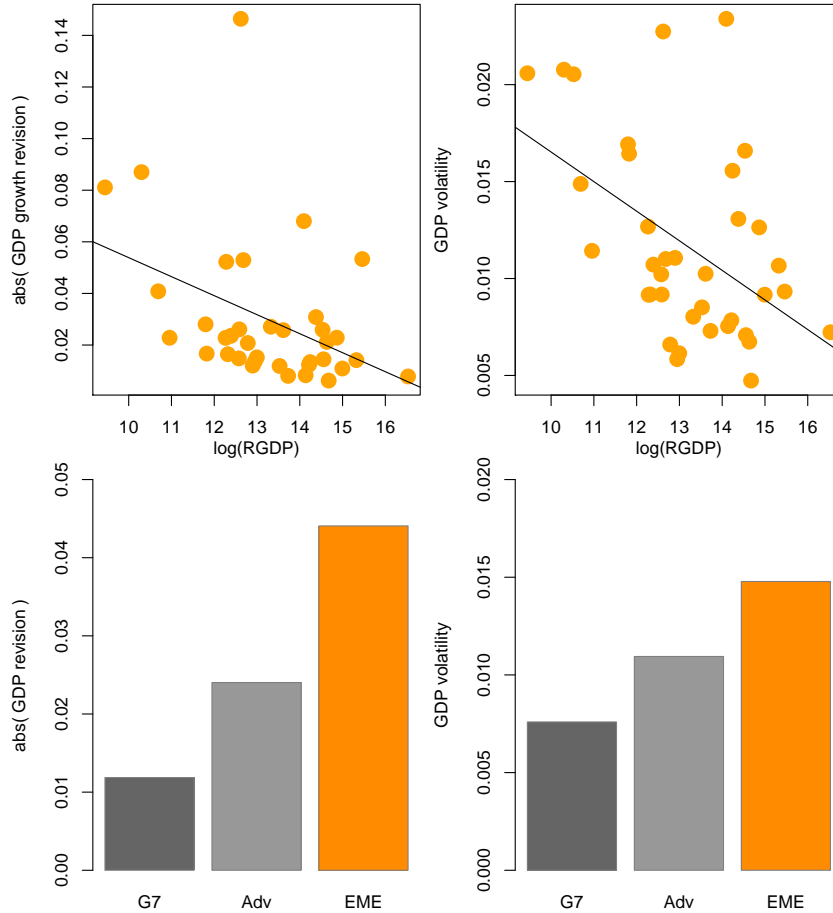 abs( GDP growth revision )
0.14
0.12
0.10
0.08
0.06
0.04
0.02
10 11 12 13 14 15 16
log(RGDP)
GDP volatility
0.020
0.015
0.010
0.005
10 11 12 13 14 15 16
log(RGDP)
abs( GDP revision )
0.05
0.04
0.03
0.02
0.01
0.00
G7 Adv EME
GDP volatility
0.020
0.015
0.010
0.005
0.000
G7 Adv EME